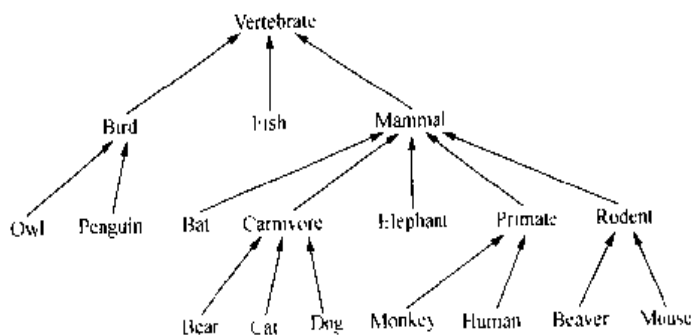 Vertebrate
Bird Fish Mammal
Owl Penguin Bat Carnivore Elephant Primate Rodent
Bear Cat Dog Monkey Human Beaver Mouse